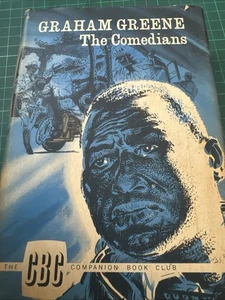 GRAHAM GREENE
The Comedians
THE CBC COMPANION BOOK CLUB